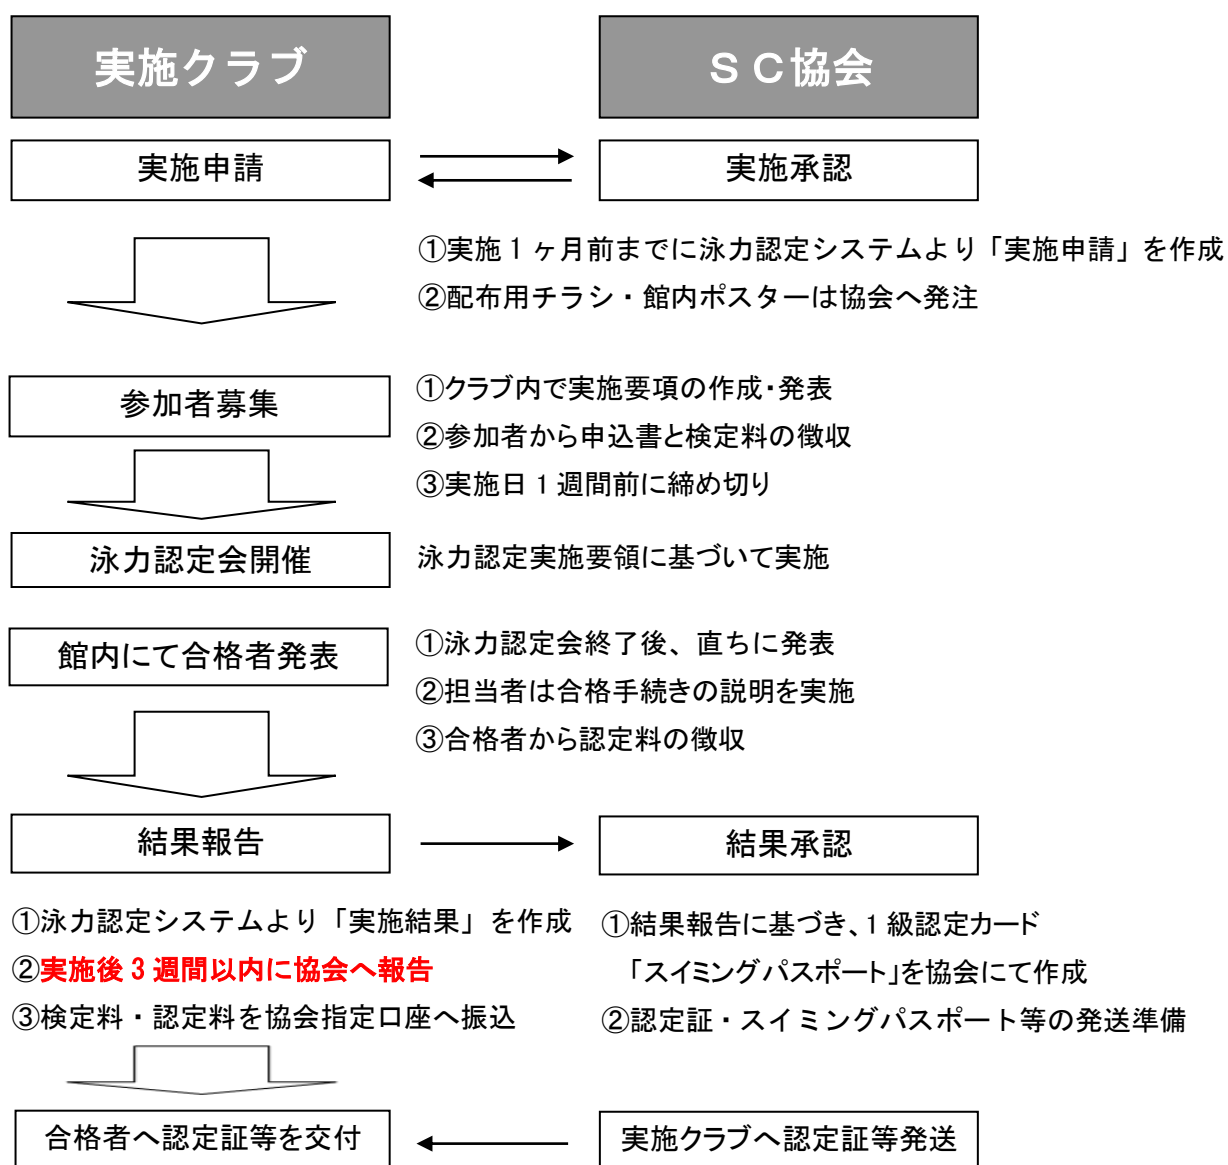 実施クラブ
ＳＣ協会
実施申請
実施承認
①実施１ヶ月前までに泳力認定システムより「実施申請」を作成
②配布用チラシ・館内ポスターは協会へ発注
参加者募集
①クラブ内で実施要項の作成・発表
②参加者から申込書と検定料の徴収
③実施日１週間前に締め切り
泳力認定会開催
泳力認定実施要領に基づいて実施
館内にて合格者発表
①泳力認定会終了後、直ちに発表
②担当者は合格手続きの説明を実施
③合格者から認定料の徴収
結果報告
結果承認
①泳力認定システムより「実施結果」を作成
②実施後３週間以内に協会へ報告
③検定料・認定料を協会指定口座へ振込
①結果報告に基づき、１級認定カード
「スイミングパスポート」を協会にて作成
②認定証・スイミングパスポート等の発送準備
合格者へ認定証等を交付
実施クラブへ認定証等発送